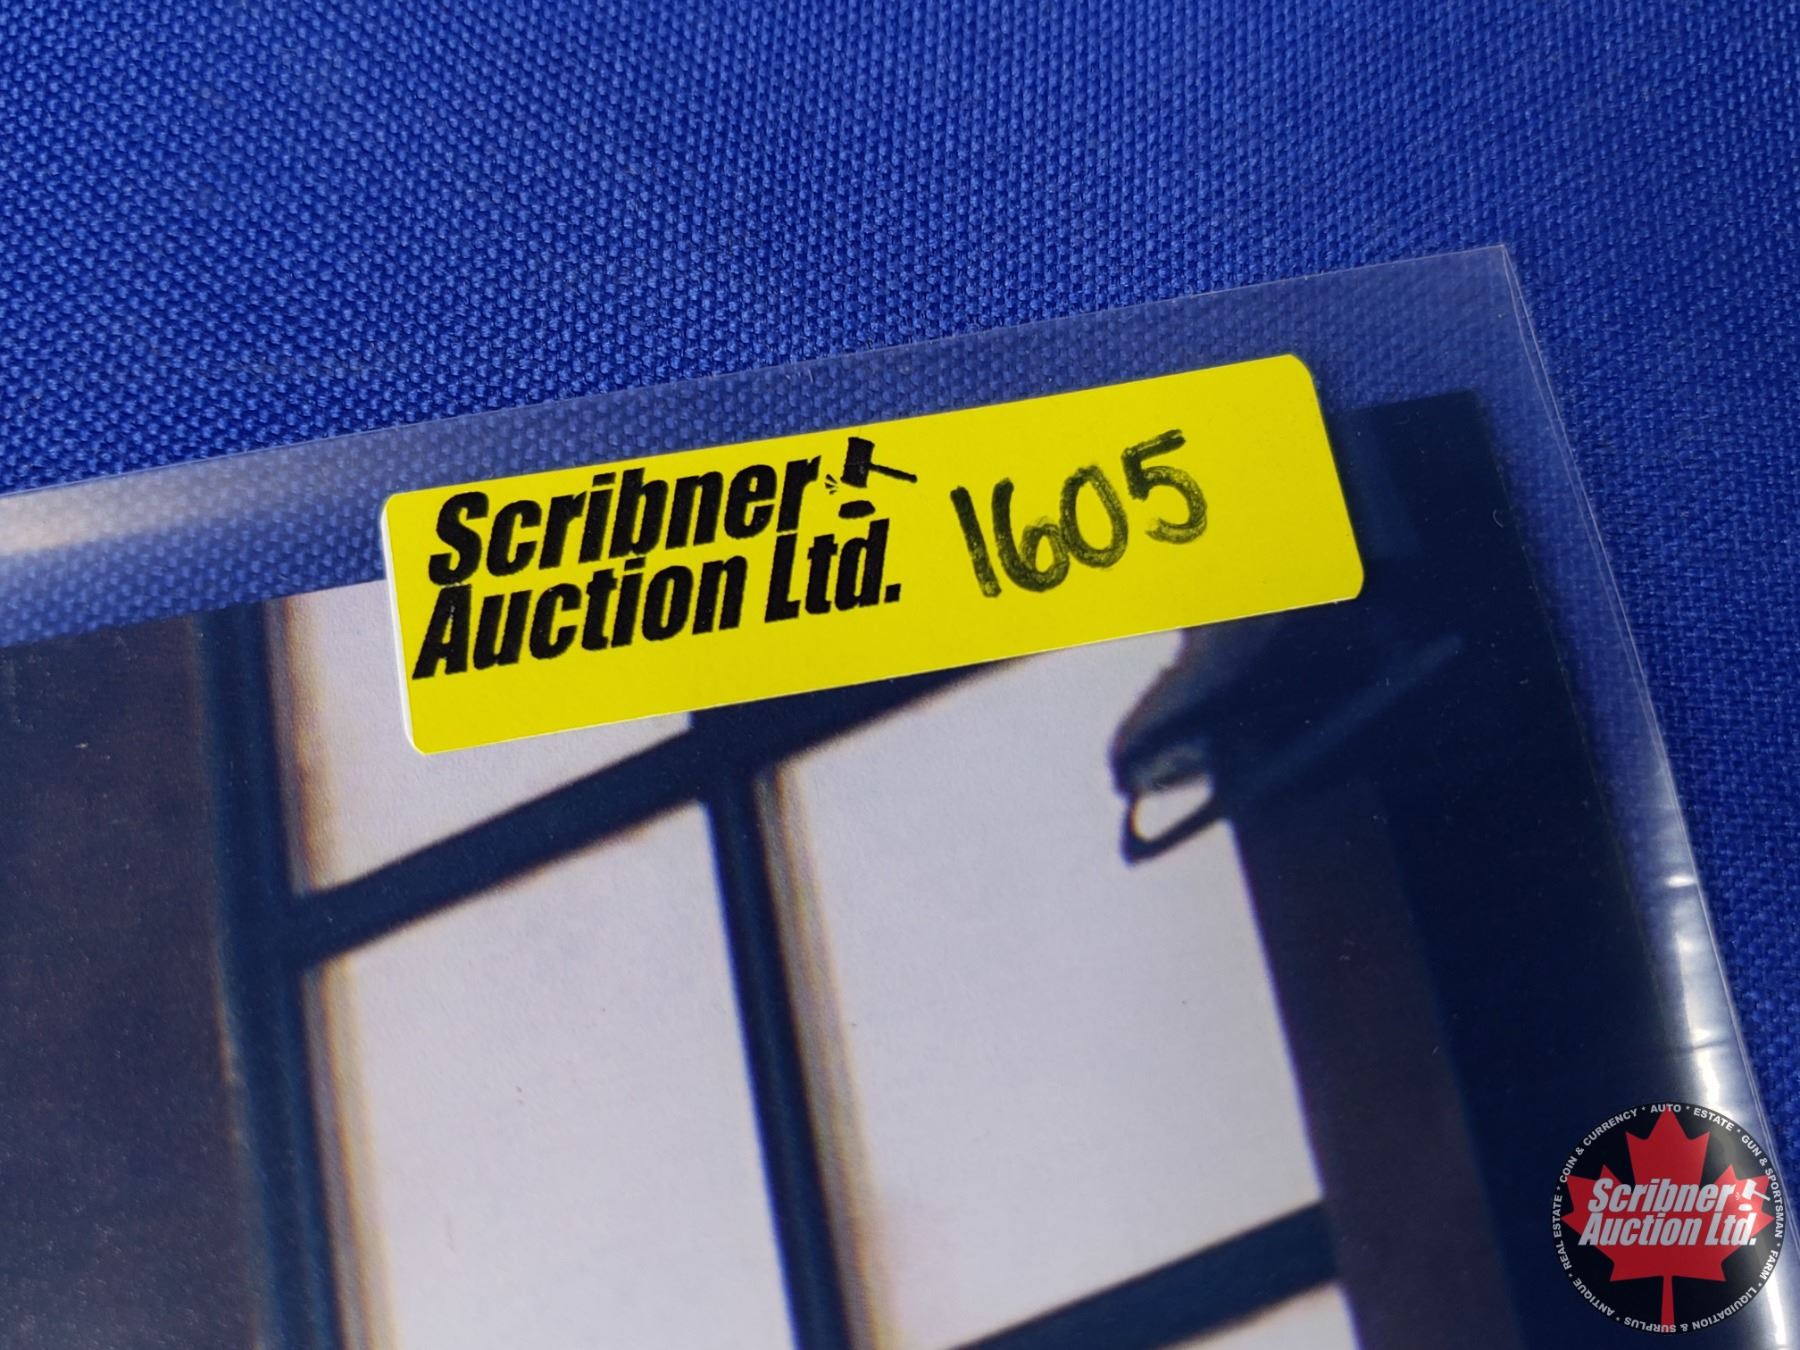 Scribner
Auction Ltd.
1605
COIN & CURRENCY * AUTO * ESTATE * GUN & SPORTSMAN * FARM * LIQUIDATION & SURPLUS * ANTIQUE * REAL ESTATE *
Scribner
Auction Ltd.